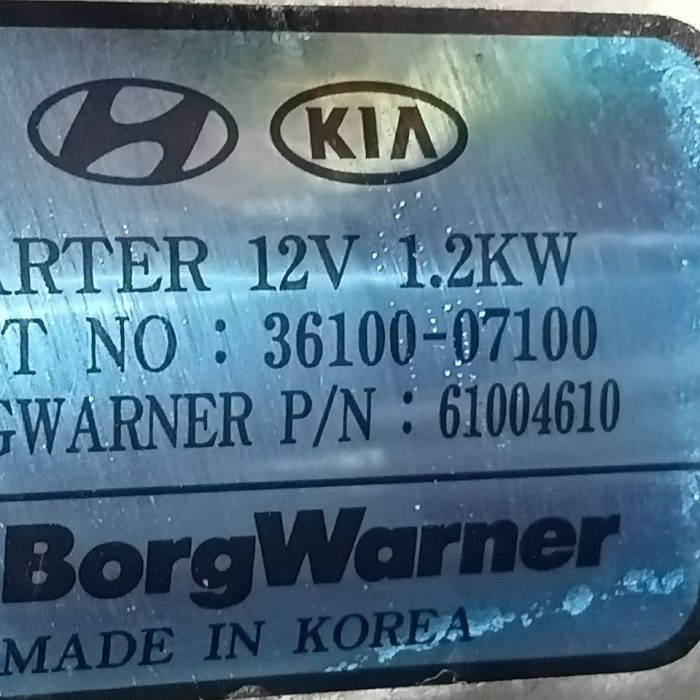 KIA
ARTER 12V 1.2KW
T NO : 36100-07100
GWARNER P/N : 61004610
BorgWarner
MADE IN KOREA